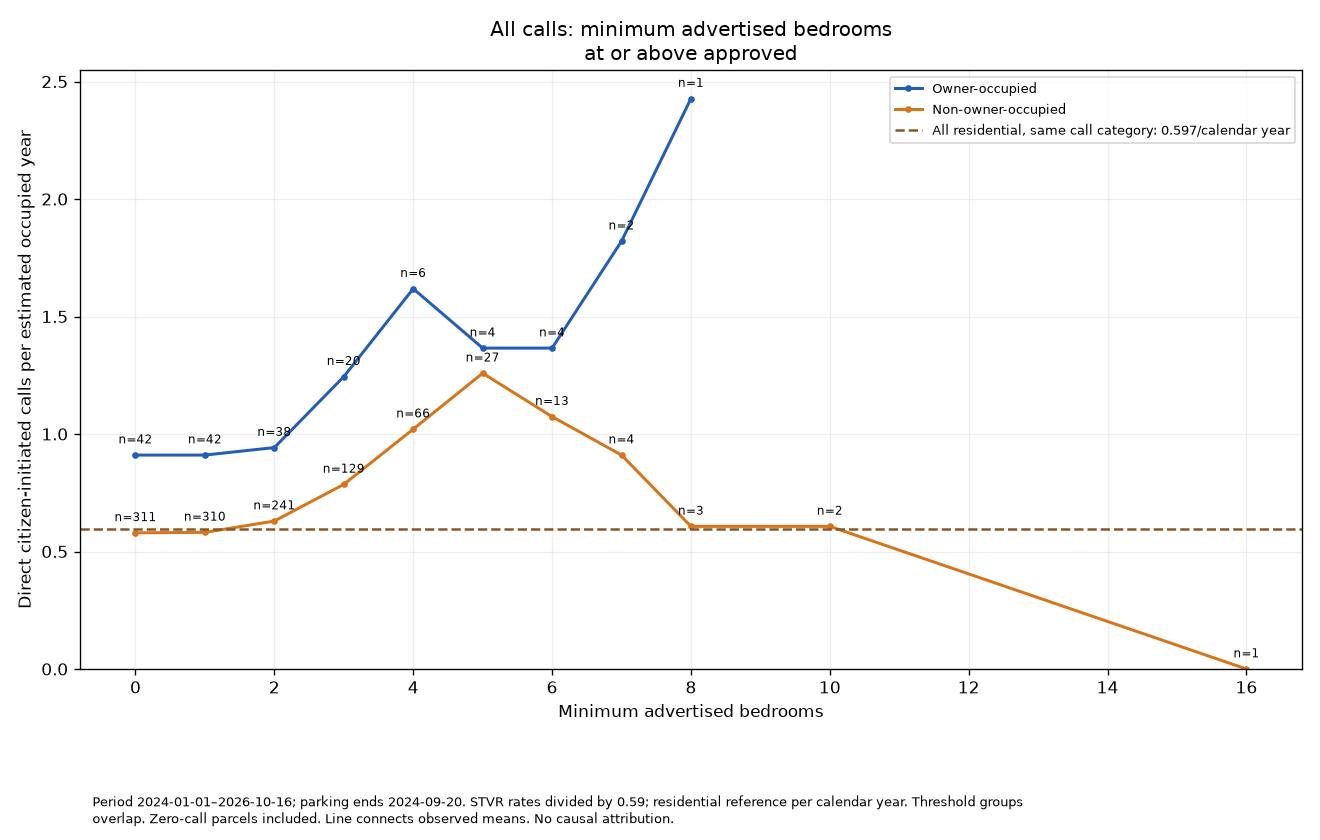 All calls: minimum advertised bedrooms
at or above approved
Direct citizen-initiated calls per estimated occupied year
2.5
2.0
1.5
1.0
0.5
0.0
Owner-occupied
Non-owner-occupied
All residential, same call category: 0.597/calendar year
n=42
n=42
n=38
n=20
n=6
n=4
n=4
n=2
n=1
n=311
n=310
n=241
n=129
n=66
n=27
n=13
n=4
n=3
n=2
n=1
0
2
4
6
8
10
12
14
16
Minimum advertised bedrooms
Period 2024-01-01–2026-10-16; parking ends 2024-09-20. STVR rates divided by 0.59; residential reference per calendar year. Threshold groups
overlap. Zero-call parcels included. Line connects observed means. No causal attribution.